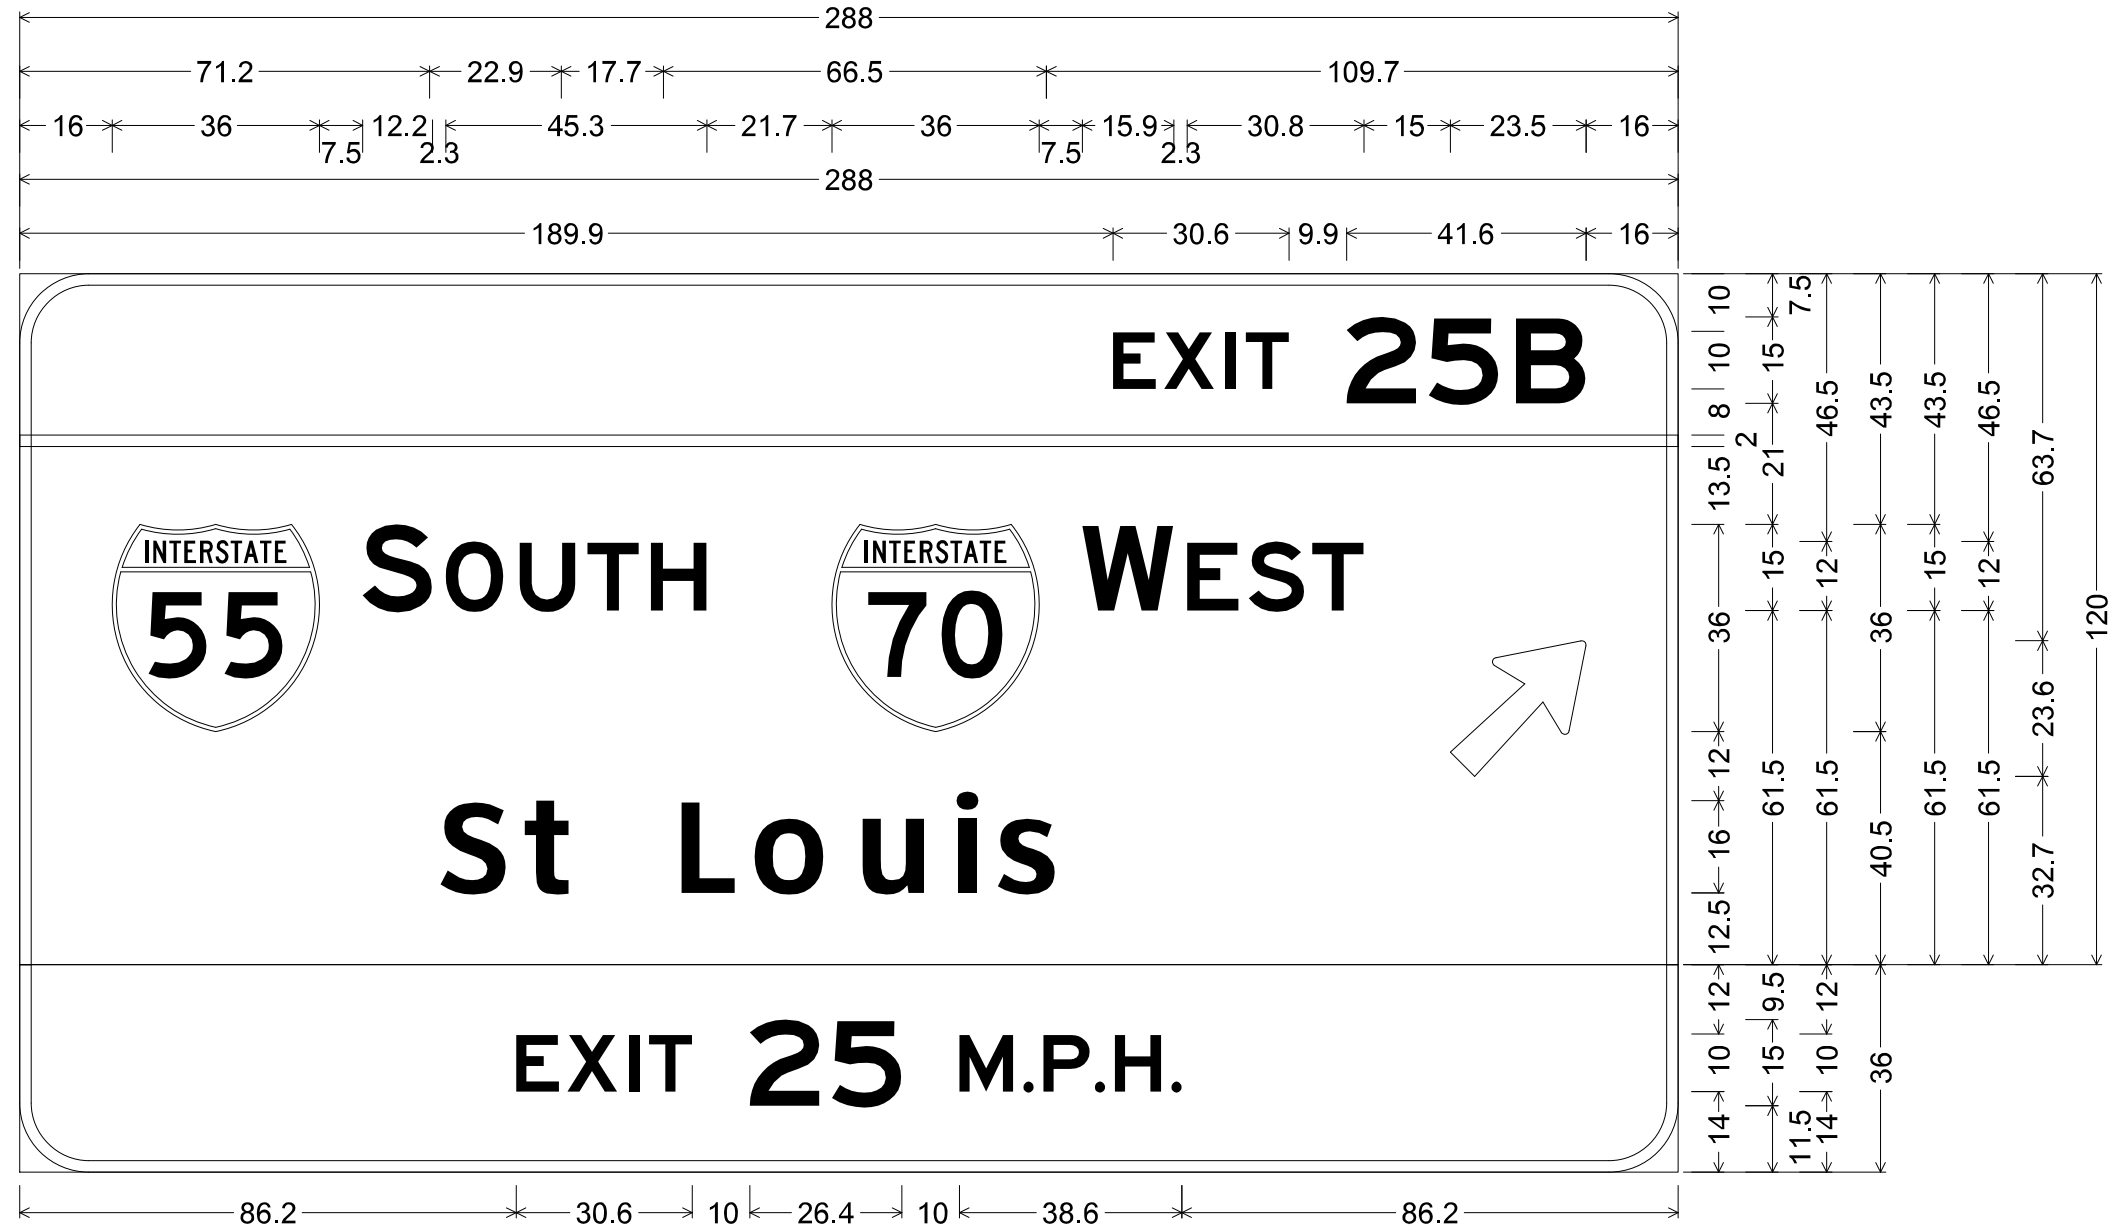 288
71.2 22.9 17.7 66.5 109.7
16 36 12.2 45.3 21.7 36 15.9 30.8 15 23.5 16
7.5 2.3 7.5 2.3
288
189.9 30.6 9.9 41.6 16
EXIT 25B
INTERSTATE
55
SOUTH
INTERSTATE
70
WEST
St Louis
EXIT 25 M.P.H.
10 10 8 2 13.5 36 12 16 12.5 12 10 14
7.5 15 21 15 61.5 9.5 15 11.5
46.5 12 61.5 12 10 14
43.5 36 40.5 36
43.5 15 61.5
46.5 12 61.5
63.7 23.6 32.7
120
86.2 30.6 10 26.4 10 38.6 86.2